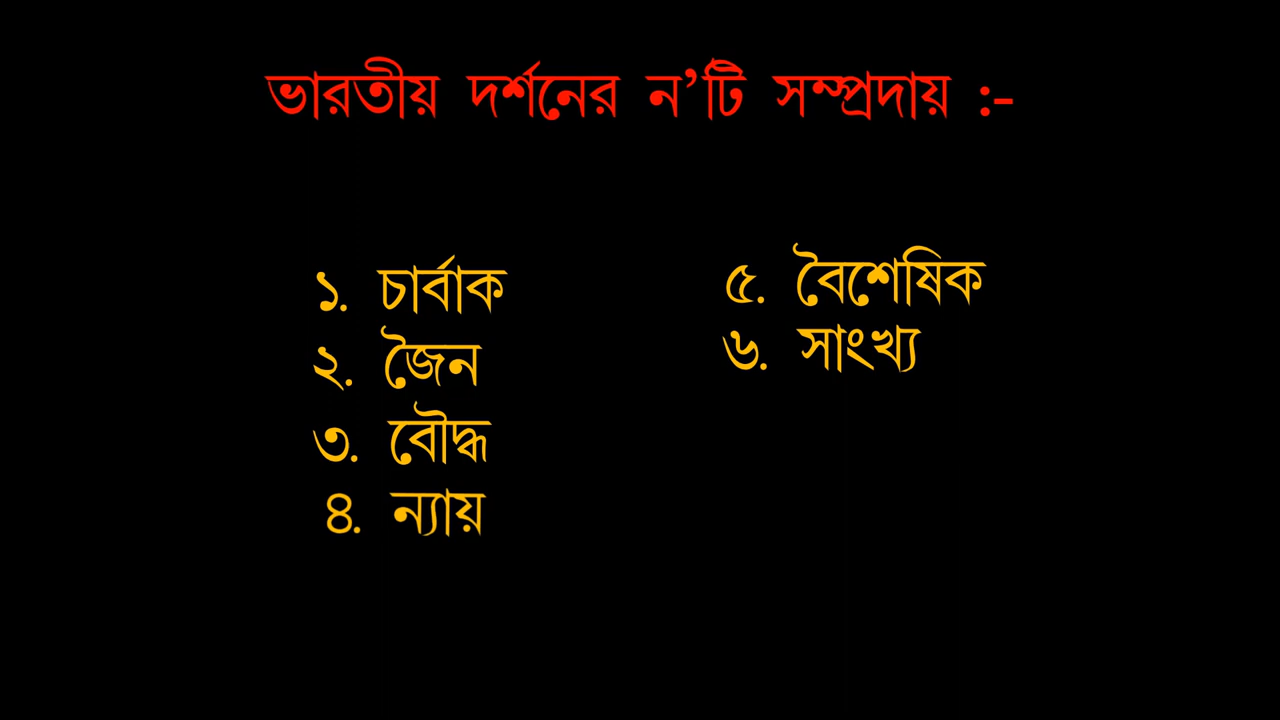 ভারতীয় দর্শনের ন’টি সম্প্রদায় :-
১. চার্বাক
২. জৈন
৩. বৌদ্ধ
৪. ন্যায়
৫. বৈশেষিক
৬. সাংখ্য